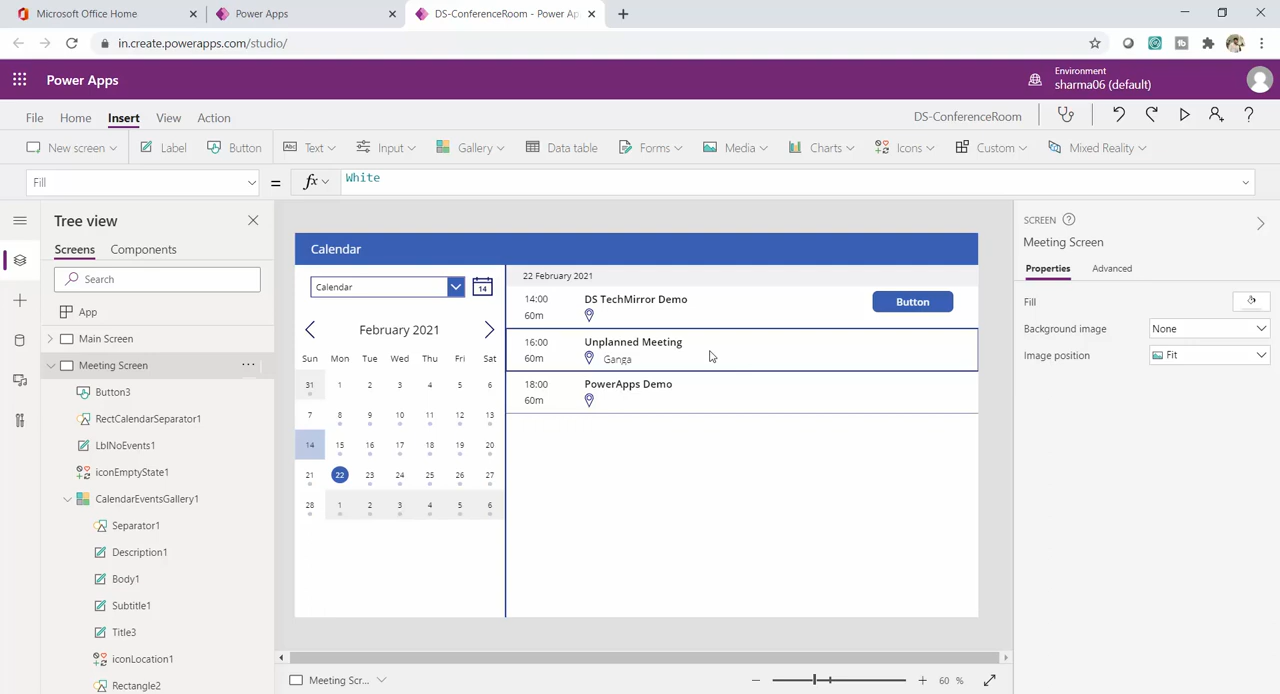 Microsoft Office Home
Power Apps
DS-ConferenceRoom - Power Ap
in.create.powerapps.com/studio/
Power Apps
Environment
sharma06 (default)
File Home Insert View Action
DS-ConferenceRoom
New screen Label Button Text Input Gallery Data table Forms Media Charts Icons Custom Mixed Reality
Fill = fx White
Tree view
Screens Components
Search
App
Main Screen
Meeting Screen
Button3
RectCalendarSeparator1
LblNoEvents1
iconEmptyState1
CalendarEventsGallery1
Separator1
Description1
Body1
Subtitle1
Title3
iconLocation1
Rectangle2
Calendar
Calendar
14
February 2021
Sun Mon Tue Wed Thu Fri Sat
31 1 2 3 4 5 6
7 8 9 10 11 12 13
14 15 16 17 18 19 20
21 22 23 24 25 26 27
28 1 2 3 4 5 6
22 February 2021
14:00 DS TechMirror Demo
60m
Button
16:00 Unplanned Meeting
60m Ganga
18:00 PowerApps Demo
60m
Meeting Scr...
60 %
SCREEN
Meeting Screen
Properties Advanced
Fill
Background image None
Image position Fit